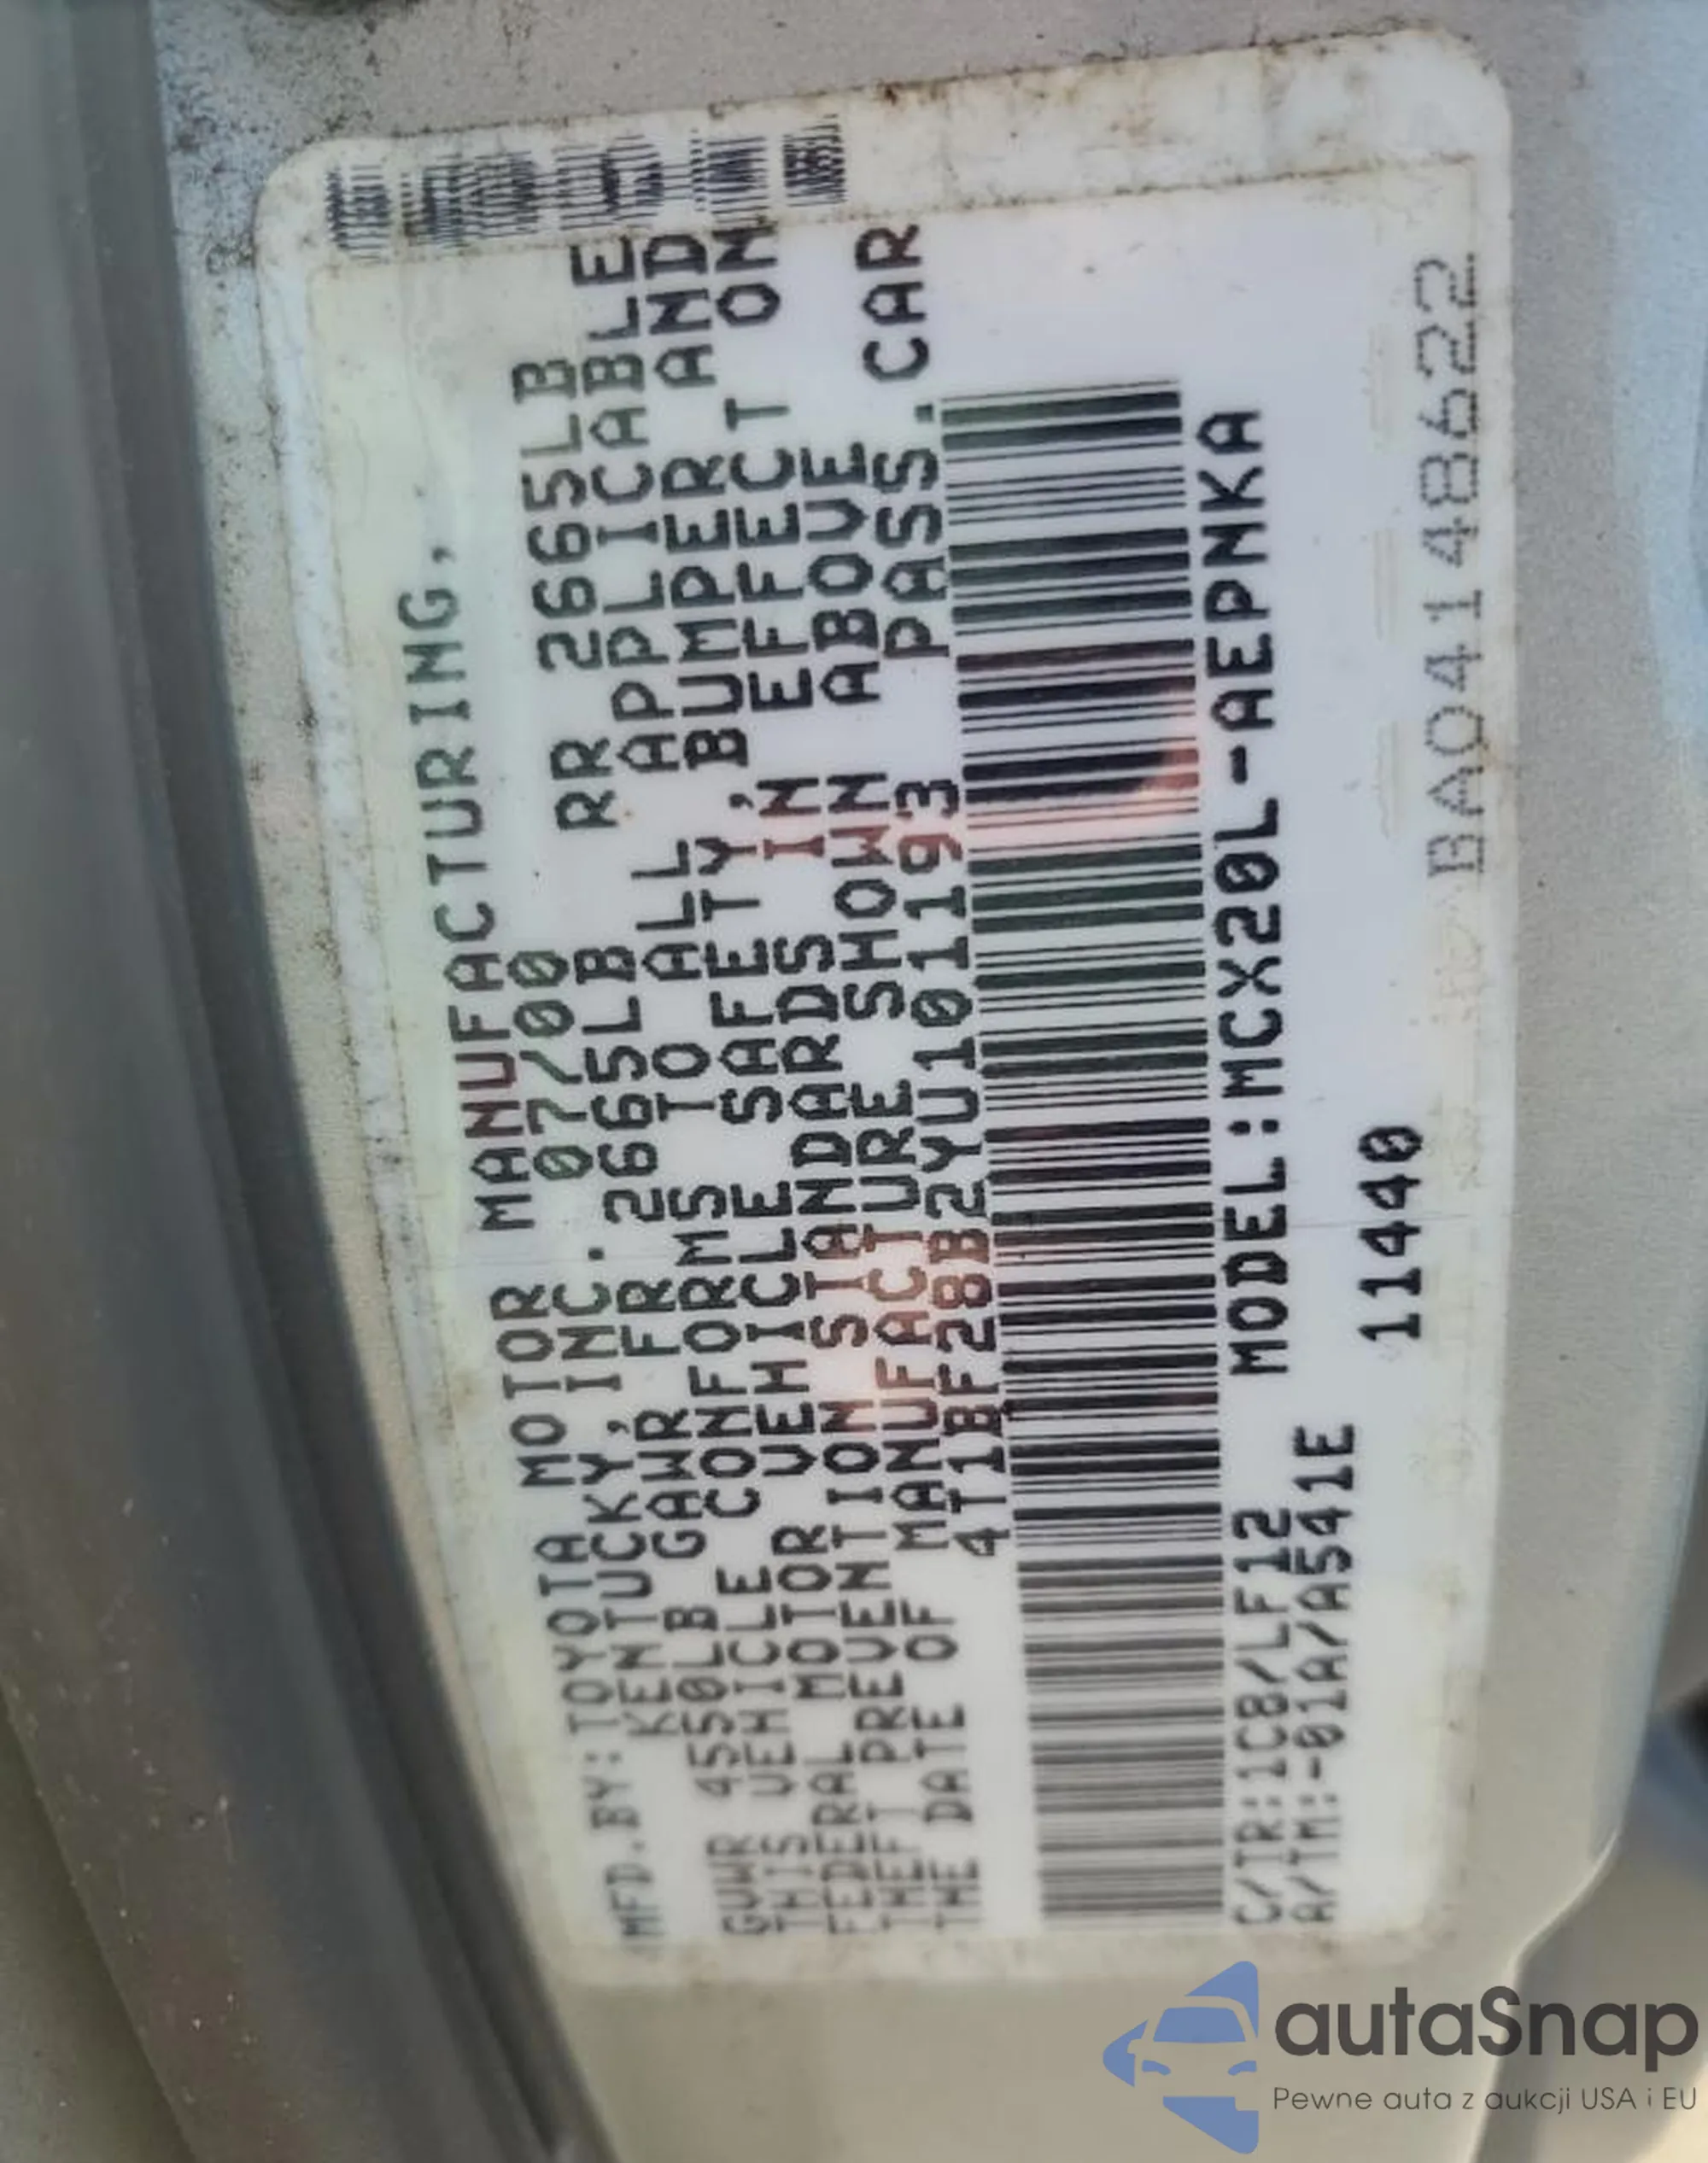 MFD.BY:TOYOTA MOTOR MANUFACTURING,
KENTUCKY,INC. 07/00
GVWR 4550LB GAWR FR 2665LB RR 2665LB
THIS VEHICLE CONFORMS TO ALL APPLICABLE
FEDERAL MOTOR VEHICLE SAFETY,BUMPER AND
THEFT PREVENTION STANDARDS IN EFFECT ON
THE DATE OF MANUFACTURE SHOWN ABOVE.
4T1BF28B2YU101193 PASS.CAR
MODEL:MCX20L-AEPNKA
C/TR:1C8/LF12
A/TM:-01A/A541E
11440
BA04148622
autaSnap
Pewne auta z aukcji USA i EU